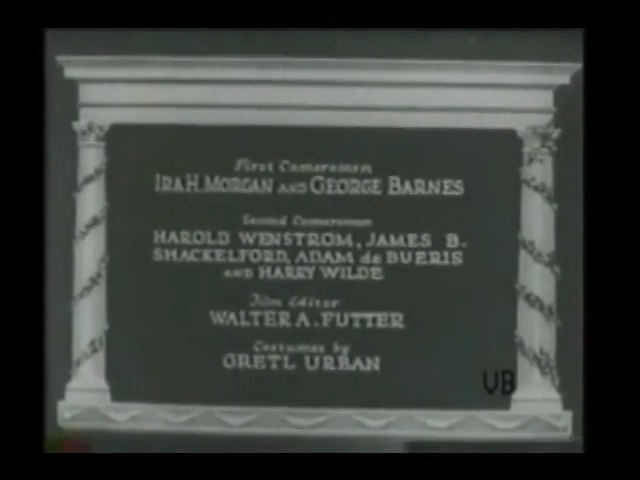 First Cameramen
IRA H. MORGAN AND GEORGE BARNES
Second Cameraman
HAROLD WENSTROM, JAMES B.
SHACKELFORD, ADAM de BUERIS
AND HARRY WILDE
Film Editor
WALTER A. FUTTER
Costumes by
GRETL URBAN
VB